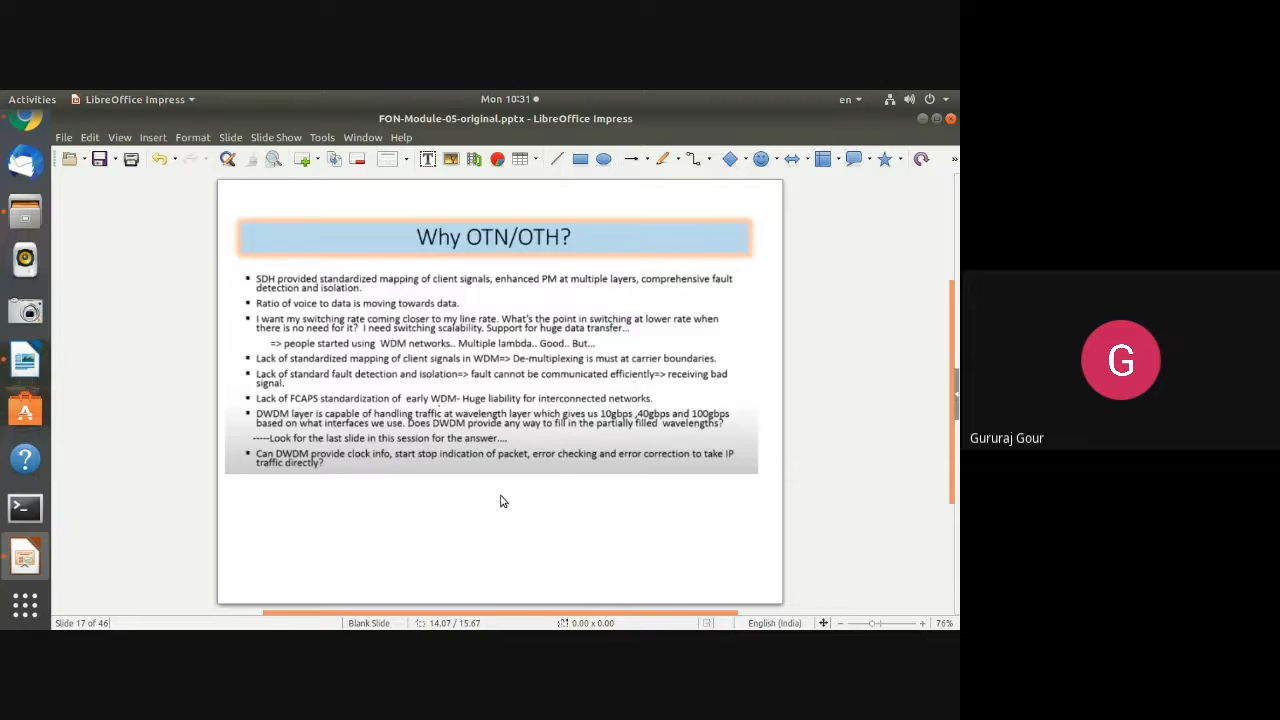 Activities
LibreOffice Impress
Mon 10:31
en
FON-Module-05-original.pptx - LibreOffice Impress
File Edit View Insert Format Slide Slide Show Tools Window Help
Why OTN/OTH?
SDH provided standardized mapping of client signals, enhanced PM at multiple layers, comprehensive fault
detection and isolation.
Ratio of voice to data is moving towards data.
I want my switching rate coming closer to my line rate. What's the point in switching at lower rate when
there is no need for it? I need switching scalability. Support for huge data transfer...
=> people started using WDM networks.. Multiple lambda.. Good.. But...
Lack of standardized mapping of client signals in WDM=> De-multiplexing is must at carrier boundaries.
Lack of standard fault detection and isolation=> fault cannot be communicated efficiently=> receiving bad
signal.
Lack of FCAPS standardization of early WDM- Huge liability for interconnected networks.
DWDM layer is capable of handling traffic at wavelength layer which gives us 10gbps ,40gbps and 100gbps
based on what interfaces we use. Does DWDM provide any way to fill in the partially filled wavelengths?
-----Look for the last slide in this session for the answer....
Can DWDM provide clock info, start stop indication of packet, error checking and error correction to take IP
traffic directly?
G
Gururaj Gour
Slide 17 of 46
Blank Slide
14.07 / 15.67
0.00 x 0.00
English (India)
76%